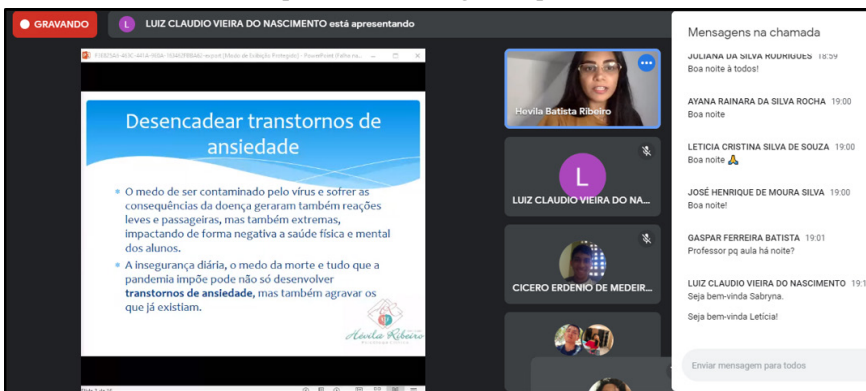 GRAVANDO
L LUIZ CLAUDIO VIEIRA DO NASCIMENTO está apresentando
Desencadear transtornos de
ansiedade
O medo de ser contaminado pelo vírus e sofrer as
consequências da doença geraram também reações
leves e passageiras, mas também extremas,
impactando de forma negativa a saúde física e mental
dos alunos.
A insegurança diária, o medo da morte e tudo que a
pandemia impõe pode não só desenvolver
transtornos de ansiedade, mas também agravar os
que já existiam.
Hévila Ribeiro
Hevila Batista Ribeiro
L
LUIZ CLAUDIO VIEIRA DO NA...
CICERO ERDENIO DE MEDEIR...
Mensagens na chamada
JULIANA DA SILVA RODRIGUES 18:59
Boa noite à todos!
AYANA RAINARA DA SILVA ROCHA 19:00
Boa noite
LETICIA CRISTINA SILVA DE SOUZA 19:00
Boa noite 🙏
JOSÉ HENRIQUE DE MOURA SILVA 19:00
Boa noite!
GASPAR FERREIRA BATISTA 19:01
Professor pq aula há noite?
LUIZ CLAUDIO VIEIRA DO NASCIMENTO 19:1
Seja bem-vinda Sabryna.
Seja bem-vinda Letícia!
Enviar mensagem para todos